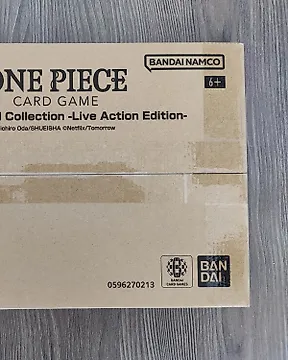 BANDAI NAMCO
ONE PIECE
6+
CARD GAME
Collection -Live Action Edition-
ichiro Oda/SHUEISHA ©Netflix/Tomorrow
0596270213
BANDAI
CARD GAMES
BAN
DAI